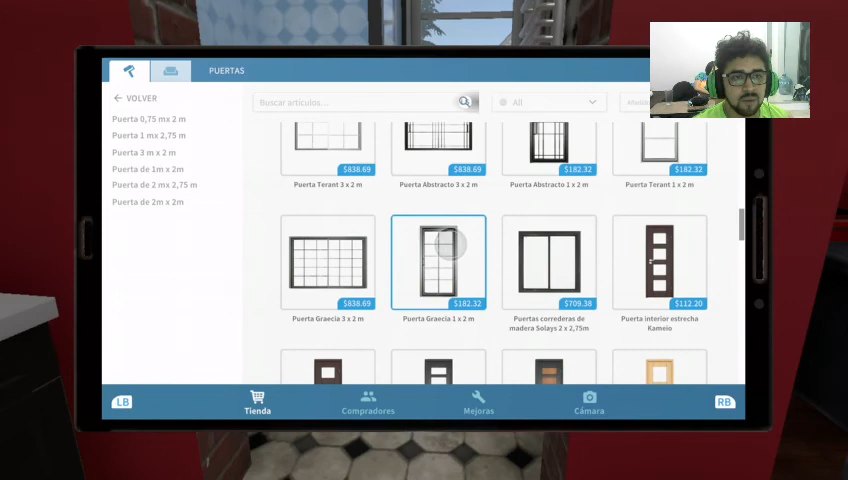 PUERTAS
VOLVER
Buscar artículos...
All
Añadido
Puerta 0,75 mx 2 m
Puerta 1 mx 2,75 m
Puerta 3 m x 2 m
Puerta de 1m x 2m
Puerta de 2 mx 2,75 m
Puerta de 2m x 2m
$838.69
$838.69
$182.32
$182.32
Puerta Terant 3 x 2 m
Puerta Abstracto 3 x 2 m
Puerta Abstracto 1 x 2 m
Puerta Terant 1 x 2 m
$838.69
$182.32
$709.38
$112.20
Puerta Graecia 3 x 2 m
Puerta Graecia 1 x 2 m
Puertas correderas de
madera Solays 2 x 2,75m
Puerta interior estrecha
Kameio
LB
Tienda
Compradores
Mejoras
Cámara
RB